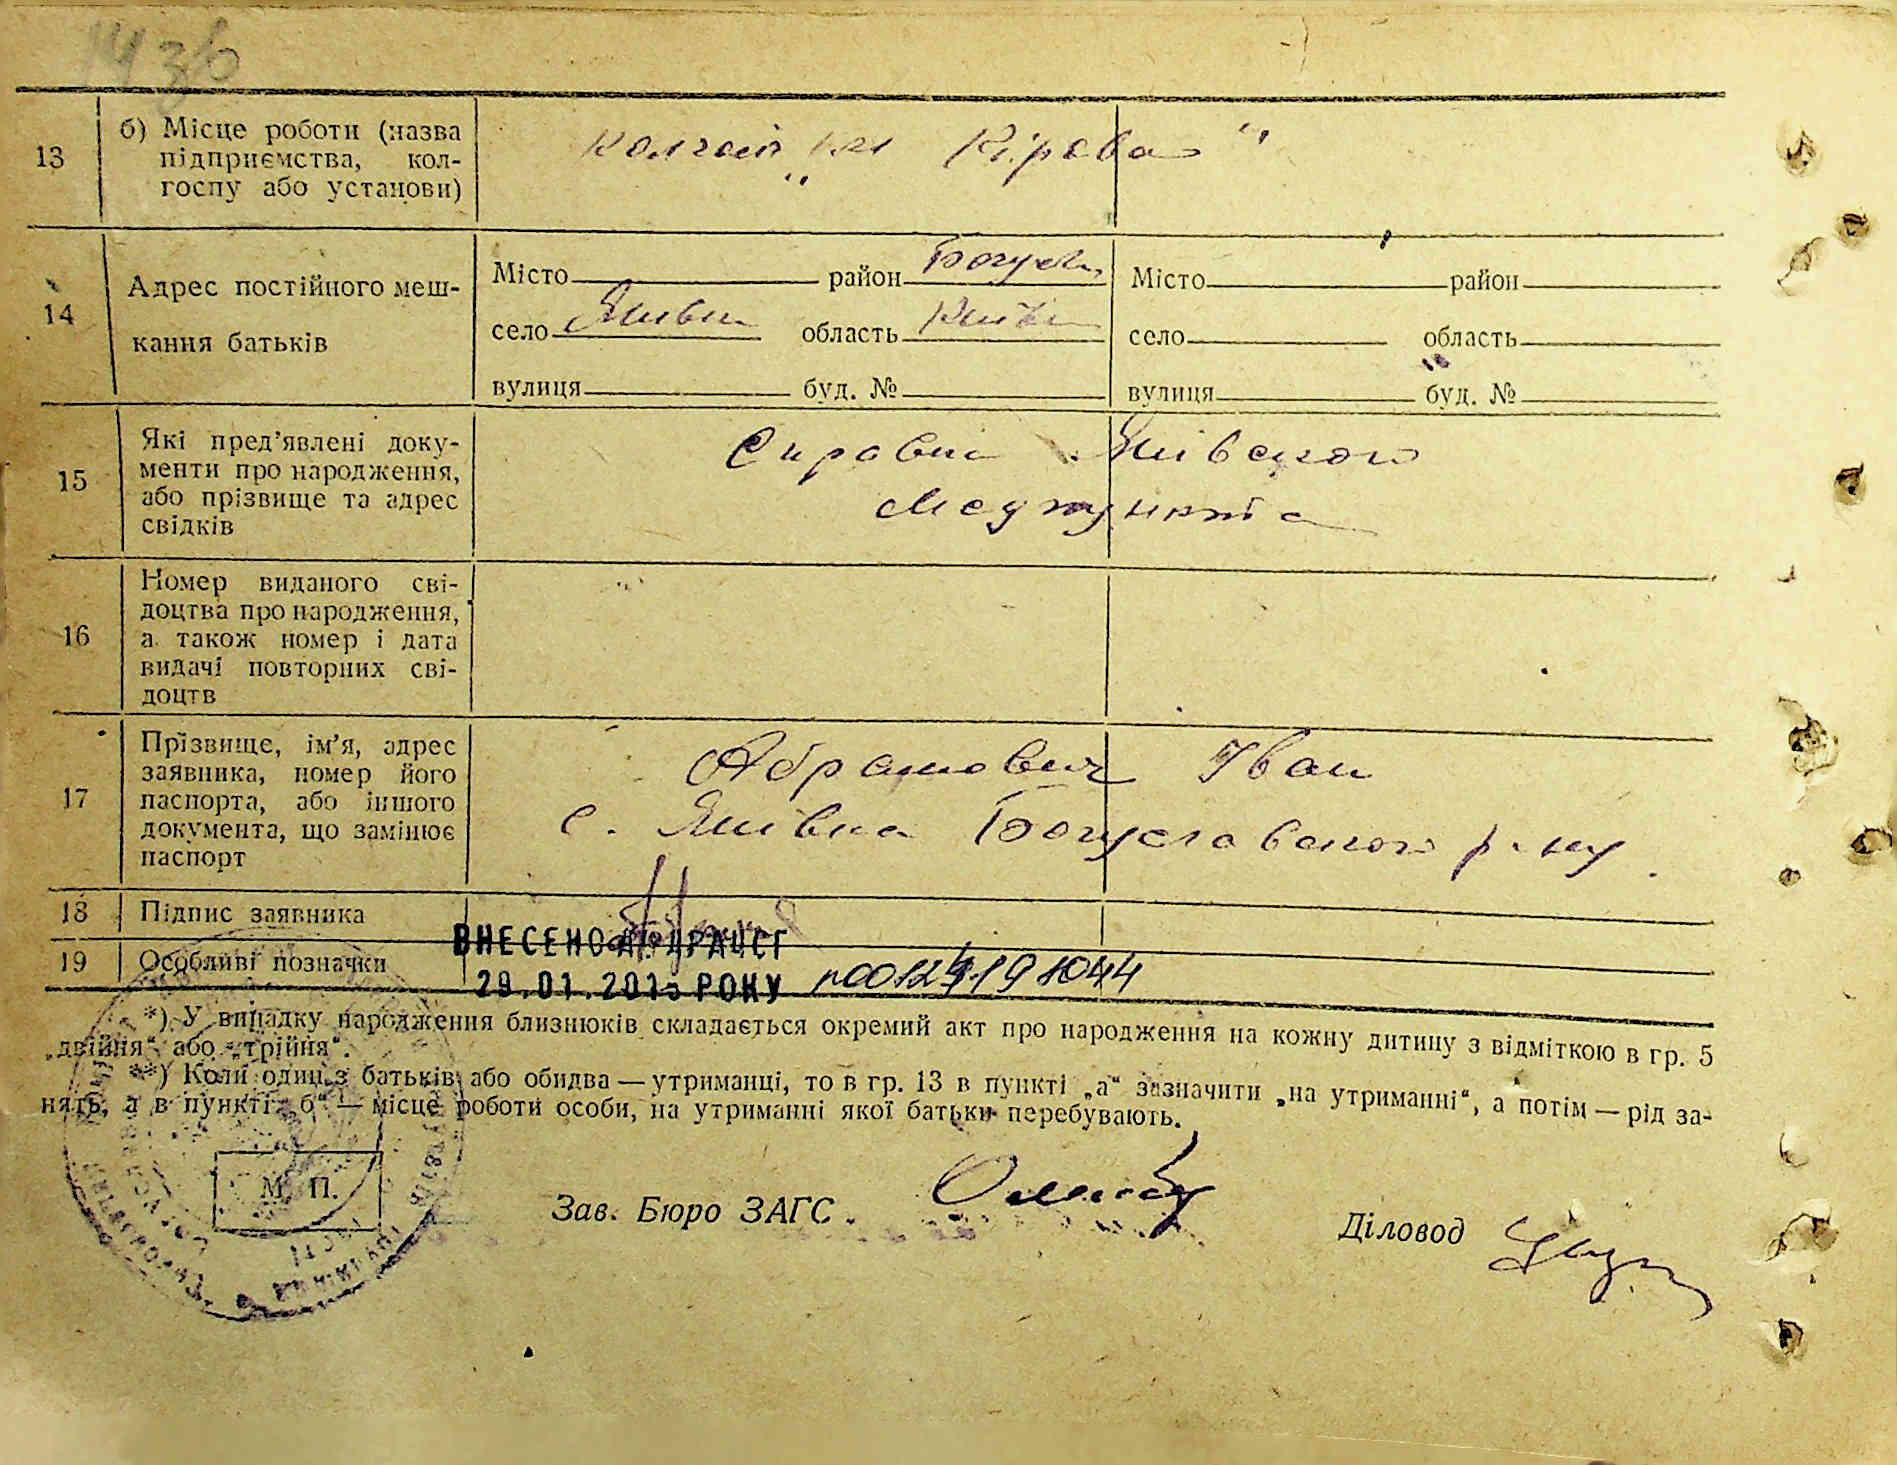 14 зв
13
б) Місце роботи (назва
підприємства, кол-
госпу або установи)
колгосп „ім Кірова“
14
Адрес постійного меш-
кання батьків
Місто район Богусл
село Яшівка область Київ
вулиця буд. №
Місто район
село область
вулиця буд. №
15
Які пред’явлені доку-
менти про народження,
або прізвище та адрес
свідків
Справка Яшівского
Медпункта
16
Номер виданого сві-
доцтва про народження,
а також номер і дата
видачі повторних сві-
доцтв
17
Прізвище, ім’я, адрес
заявника, номер його
паспорта, або іншого
документа, що замінює
паспорт
Абрамович Іван
с. Яшівка Богуславского р-ну
18 Підпис заявника
19 Особливі позначки
ВНЕСЕНО ДРАЦСГ
29.01.2015 РОКУ
*) У випадку народження близнюків складається окремий акт про народження на кожну дитину з відміткою в гр. 5
„двійня“ або „трійня“.
**) Коли один з батьків або обидва — утриманці, то в гр. 13 в пункті „а“ зазначити „на утриманні“, а потім — рід за-
нять, а в пункті „б“ — місце роботи особи, на утриманні якої батьки перебувають.
М. П.
Зав. Бюро ЗАГС
Діловод